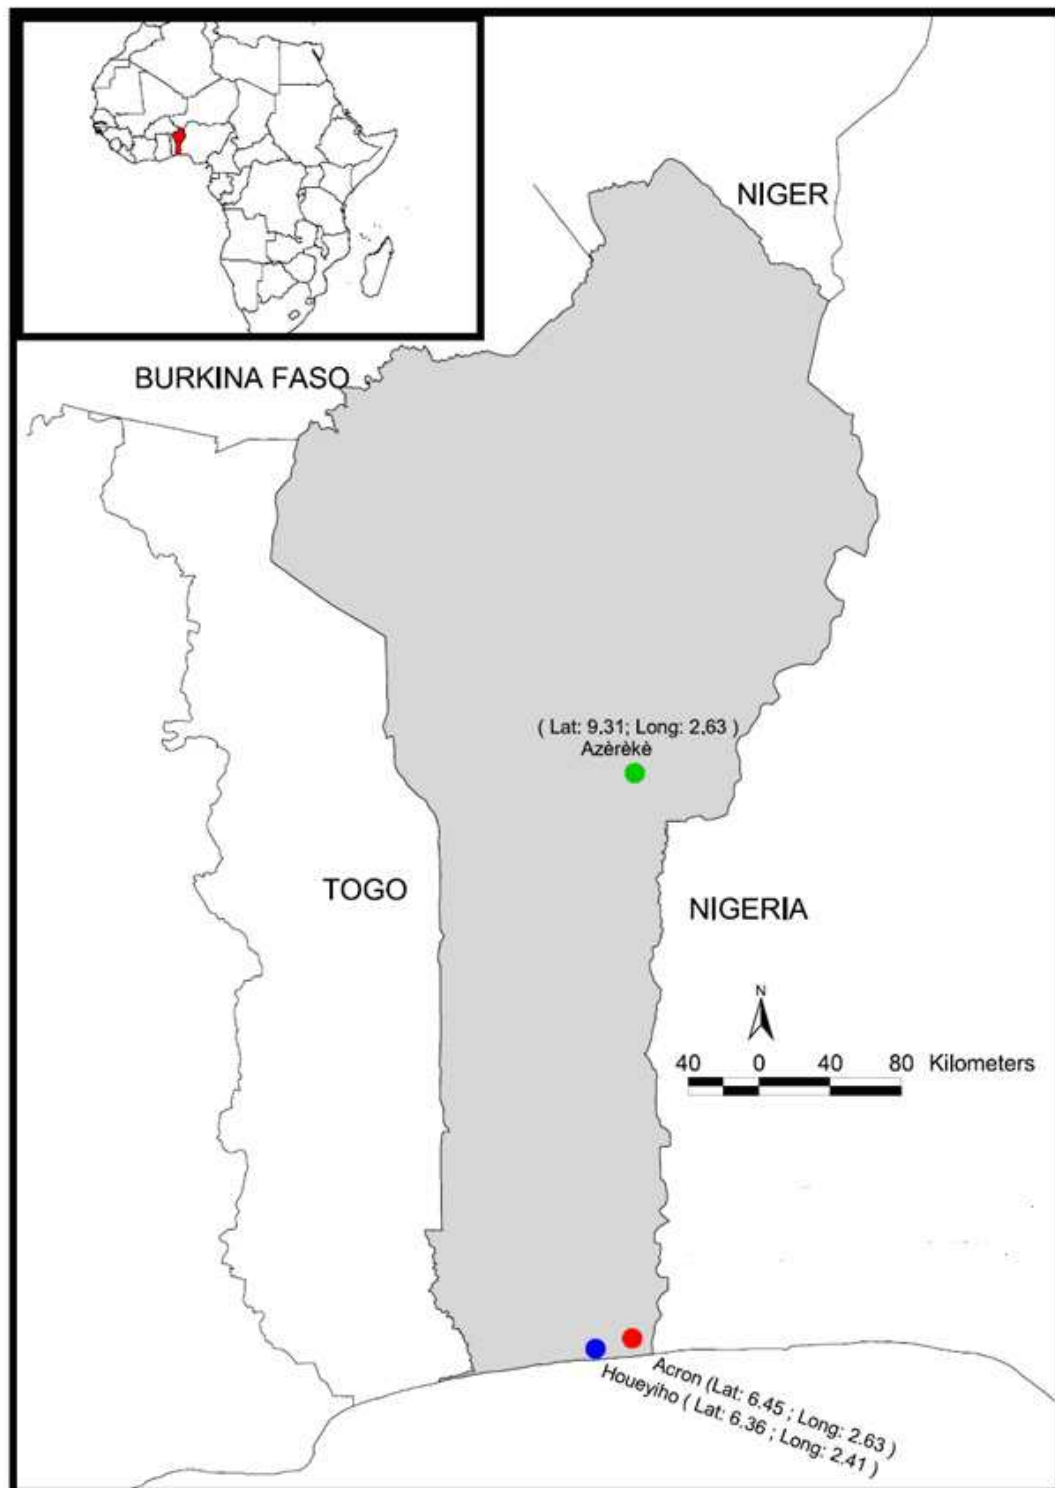 NIGER
BURKINA FASO
( Lat: 9.31; Long: 2.63 )
Azèrèkè
TOGO
NIGERIA
N
40 0 40 80 Kilometers
Acron (Lat: 6.45 ; Long: 2.63 )
Houeyiho ( Lat: 6.36 ; Long: 2.41 )